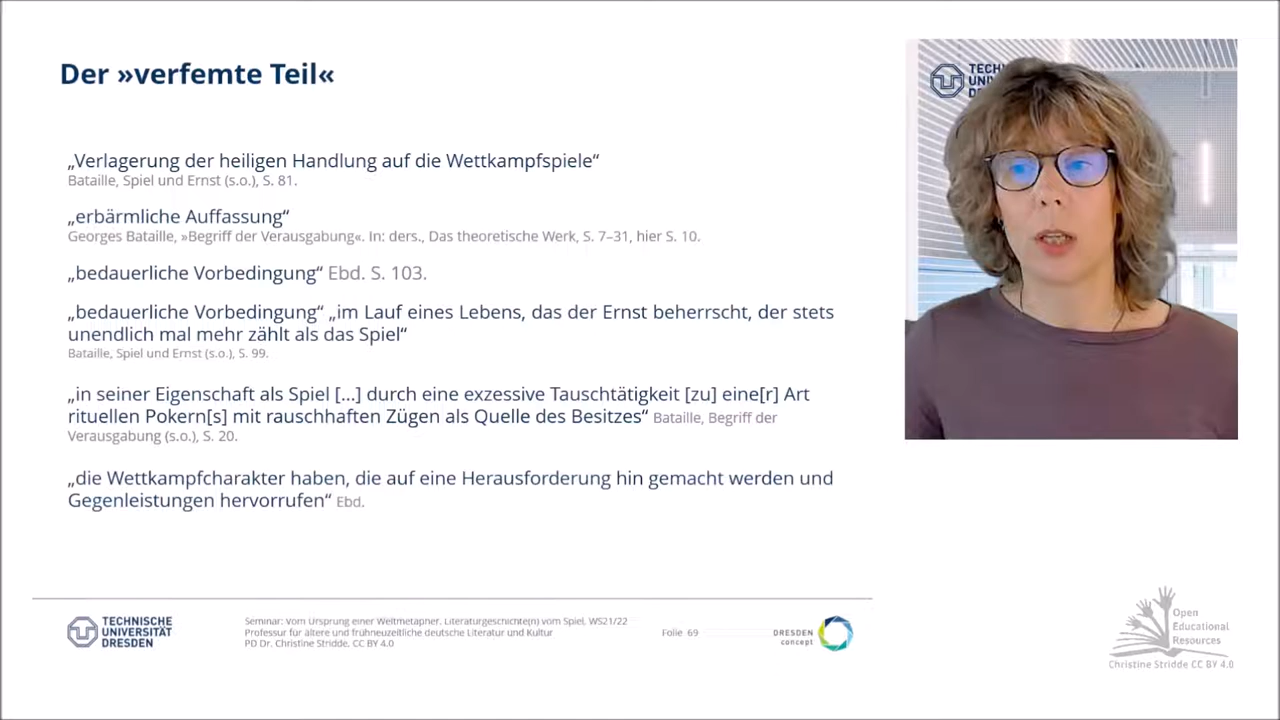 Der »verfemte Teil«
„Verlagerung der heiligen Handlung auf die Wettkampfspiele“
Bataille, Spiel und Ernst (s.o.), S. 81.
„erbärmliche Auffassung“
Georges Bataille, »Begriff der Verausgabung«. In: ders., Das theoretische Werk, S. 7–31, hier S. 10.
„bedauerliche Vorbedingung“ Ebd. S. 103.
„bedauerliche Vorbedingung“ „im Lauf eines Lebens, das der Ernst beherrscht, der stets
unendlich mal mehr zählt als das Spiel“
Bataille, Spiel und Ernst (s.o.), S. 99.
„in seiner Eigenschaft als Spiel [...] durch eine exzessive Tauschtätigkeit [zu] eine[r] Art
rituellen Pokern[s] mit rauschhaften Zügen als Quelle des Besitzes“ Bataille, Begriff der
Verausgabung (s.o.), S. 20.
„die Wettkampfcharakter haben, die auf eine Herausforderung hin gemacht werden und
Gegenleistungen hervorrufen“ Ebd.
TECHNISCHE
UNIVERSITÄT
DRESDEN
Seminar: Vom Ursprung einer Weltmetapher. Literaturgeschichte(n) vom Spiel, WS21/22
Professur für ältere und frühneuzeitliche deutsche Literatur und Kultur
PD Dr. Christine Stridde, CC BY 4.0
Folie 69
DRESDEN
concept
TECH
UNIV
DRE
Open
Educational
Resources
Christine Stridde CC BY 4.0